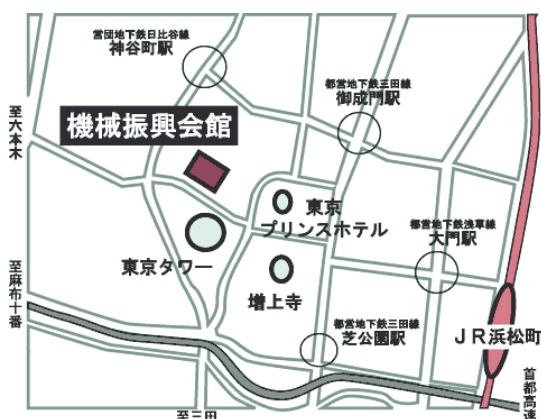 営団地下鉄日比谷線
神谷町駅
都営地下鉄三田線
御成門駅
至六本木
機械振興会館
東京
プリンスホテル
都営地下鉄浅草線
大門駅
東京タワー
至麻布十番
増上寺
都営地下鉄三田線
芝公園駅
ＪＲ浜松町
首都高速
至三田